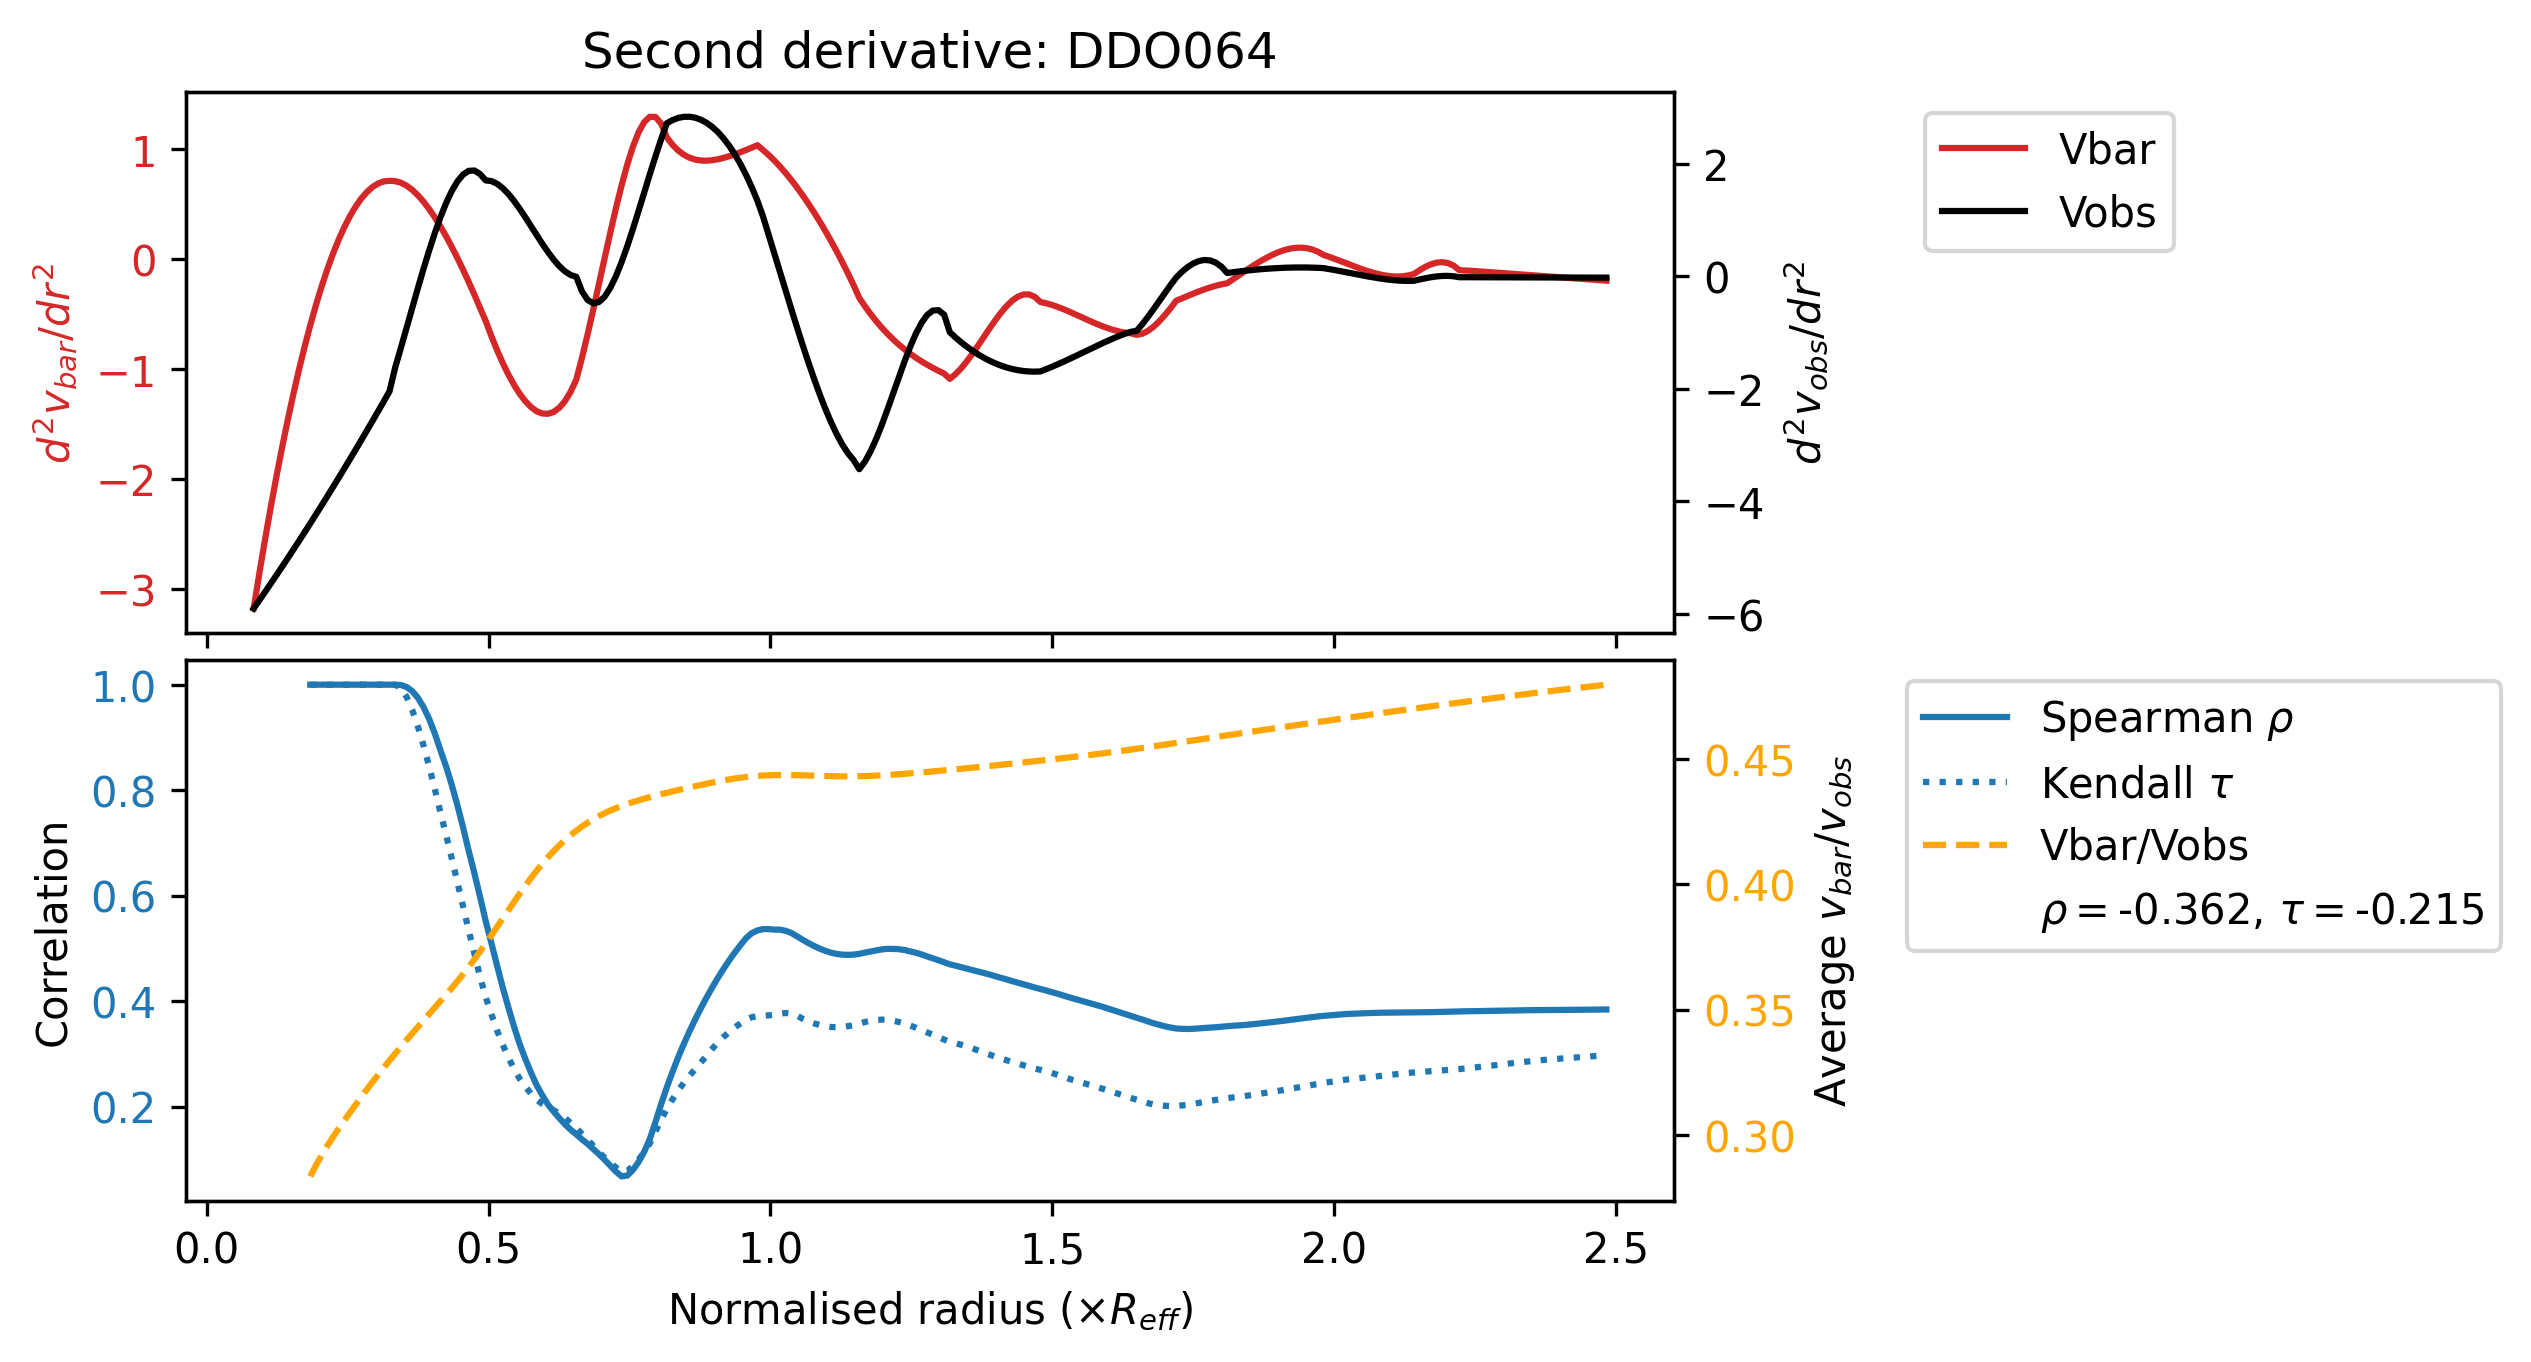 Second derivative: DDO064
1
0
−1
−2
−3
d²v_bar/dr²
2
0
−2
−4
−6
d²v_obs/dr²
Vbar
Vobs
1.0
0.8
0.6
0.4
0.2
Correlation
0.45
0.40
0.35
0.30
Average v_bar/v_obs
Spearman ρ
Kendall τ
Vbar/Vobs
ρ = -0.362, τ = -0.215
0.0 0.5 1.0 1.5 2.0 2.5
Normalised radius (×R_eff)